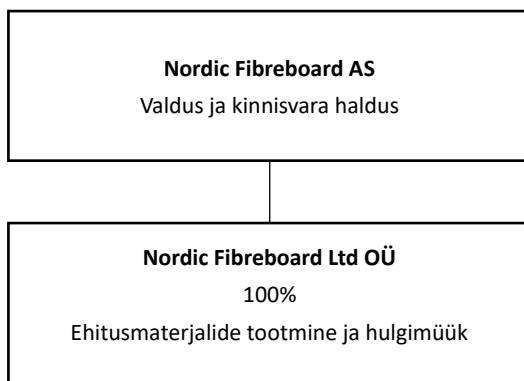 Nordic Fibreboard AS
Valdus ja kinnisvara haldus
Nordic Fibreboard Ltd OÜ
100%
Ehitusmaterjalide tootmine ja hulgimüük